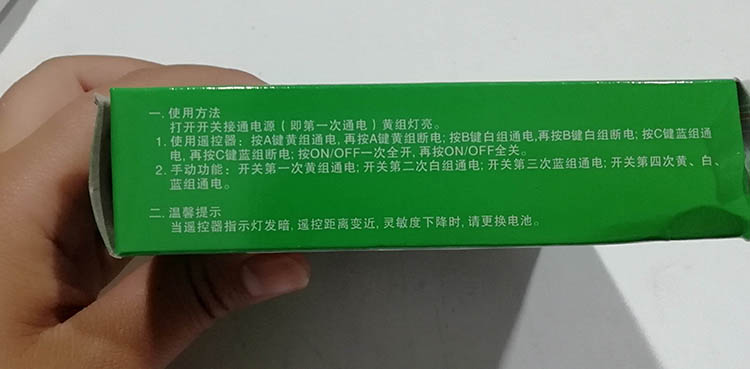 一. 使用方法
打开开关接通电源（即第一次通电）黄组灯亮。
1. 使用遥控器：按A键黄组通电, 再按A键黄组断电; 按B键白组通电,再按B键白组断电; 按C键蓝组通
电, 再按C键蓝组断电; 按ON/OFF一次全开, 再按ON/OFF全关。
2. 手动功能：开关第一次黄组通电; 开关第二次白组通电; 开关第三次蓝组通电; 开关第四次黄、白、
蓝组通电。
二. 温馨提示
当遥控器指示灯发暗, 遥控距离变近, 灵敏度下降时, 请更换电池。